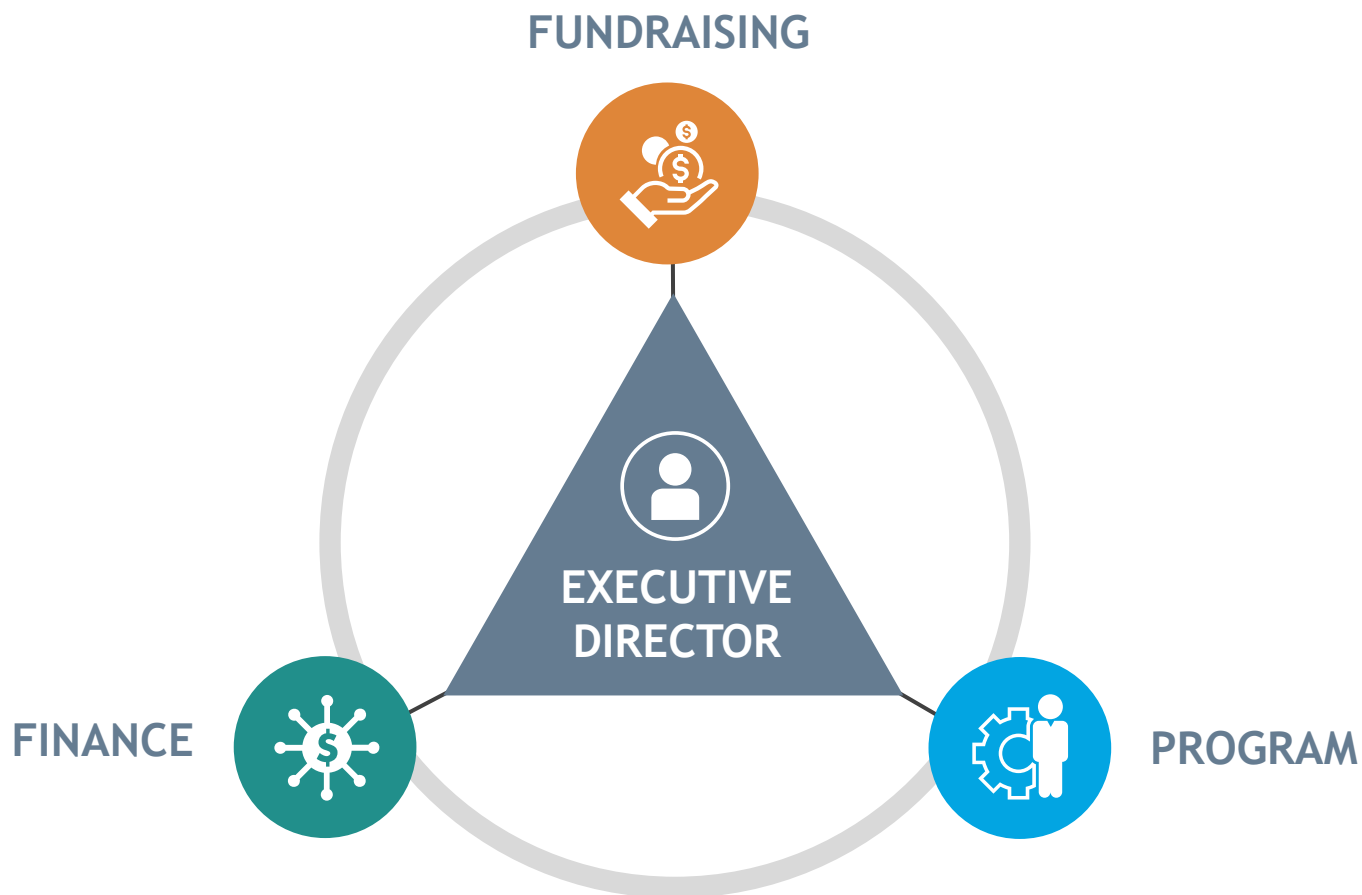 FUNDRAISING
$
$
EXECUTIVE
DIRECTOR
FINANCE
$
PROGRAM